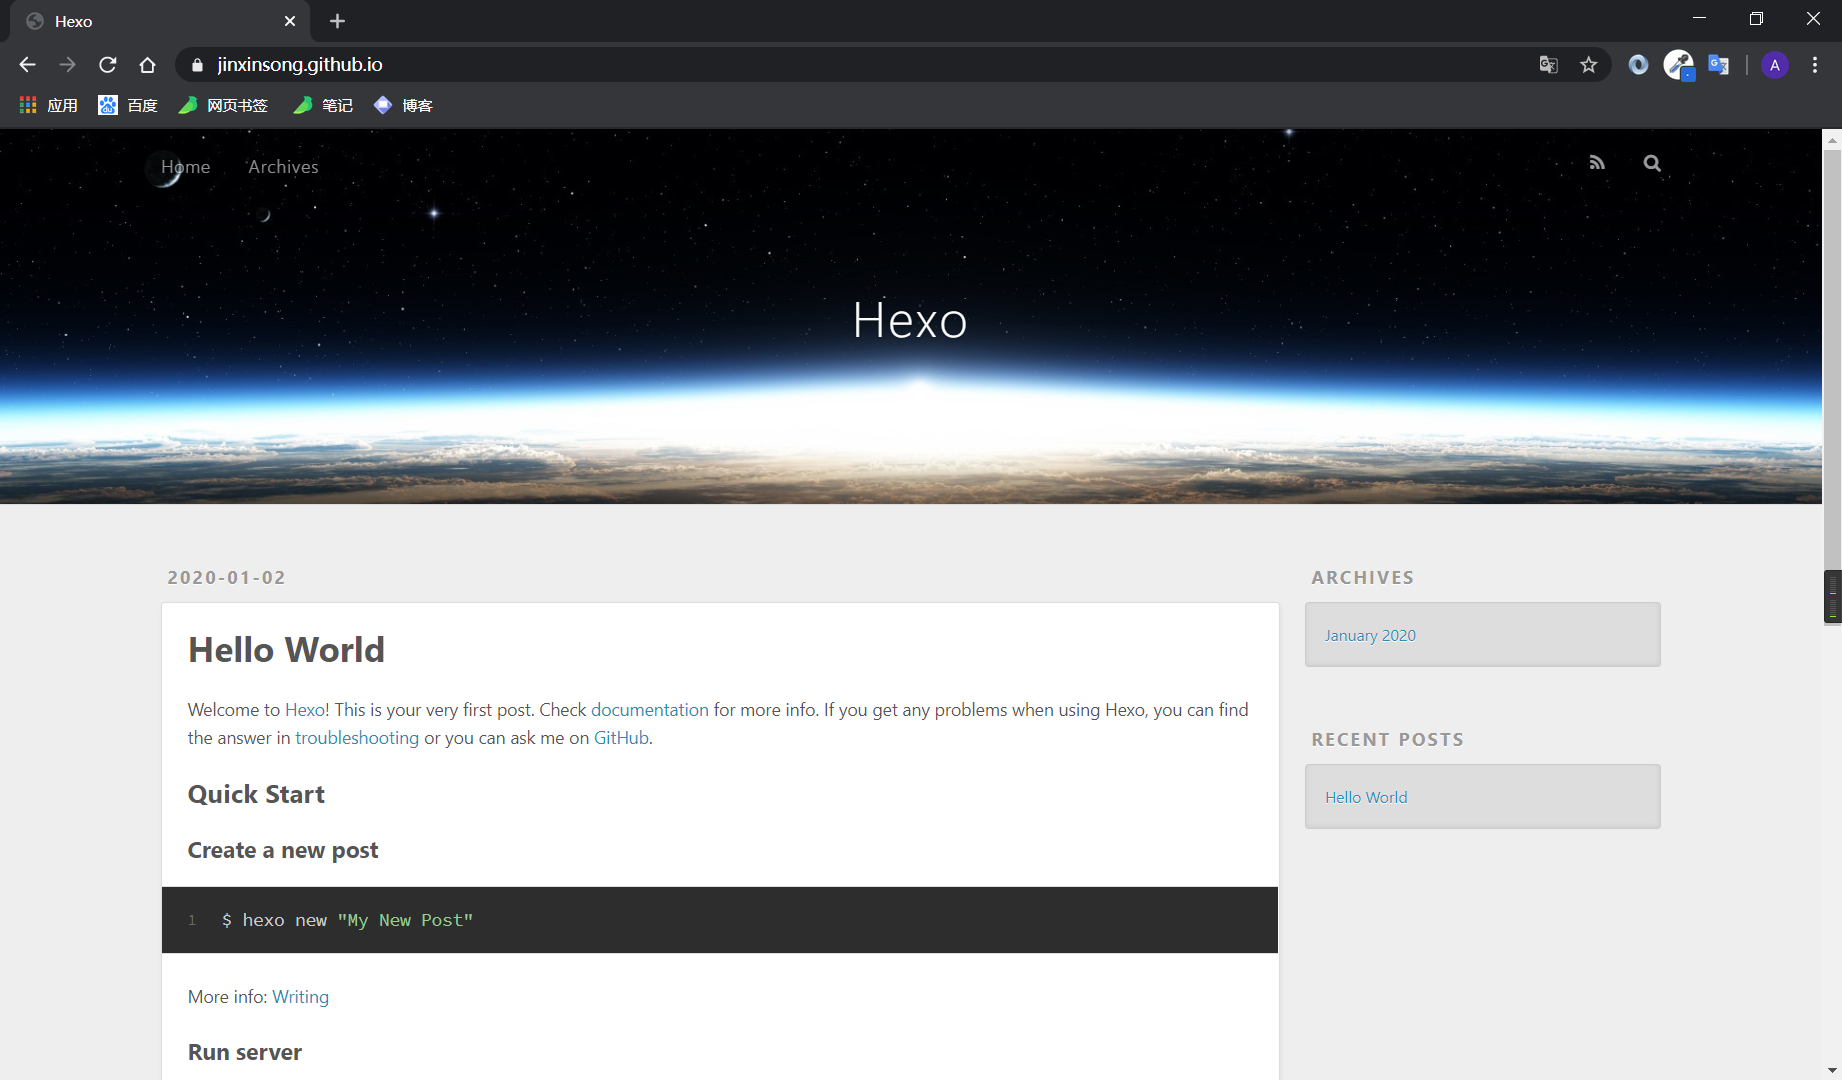 Hexo
jinxinsong.github.io
A
应用 百度 网页书签 笔记 博客
Home Archives
Hexo
2020-01-02
Hello World
Welcome to Hexo! This is your very first post. Check documentation for more info. If you get any problems when using Hexo, you can find
the answer in troubleshooting or you can ask me on GitHub.
Quick Start
Create a new post
1 $ hexo new "My New Post"
More info: Writing
Run server
ARCHIVES
January 2020
RECENT POSTS
Hello World